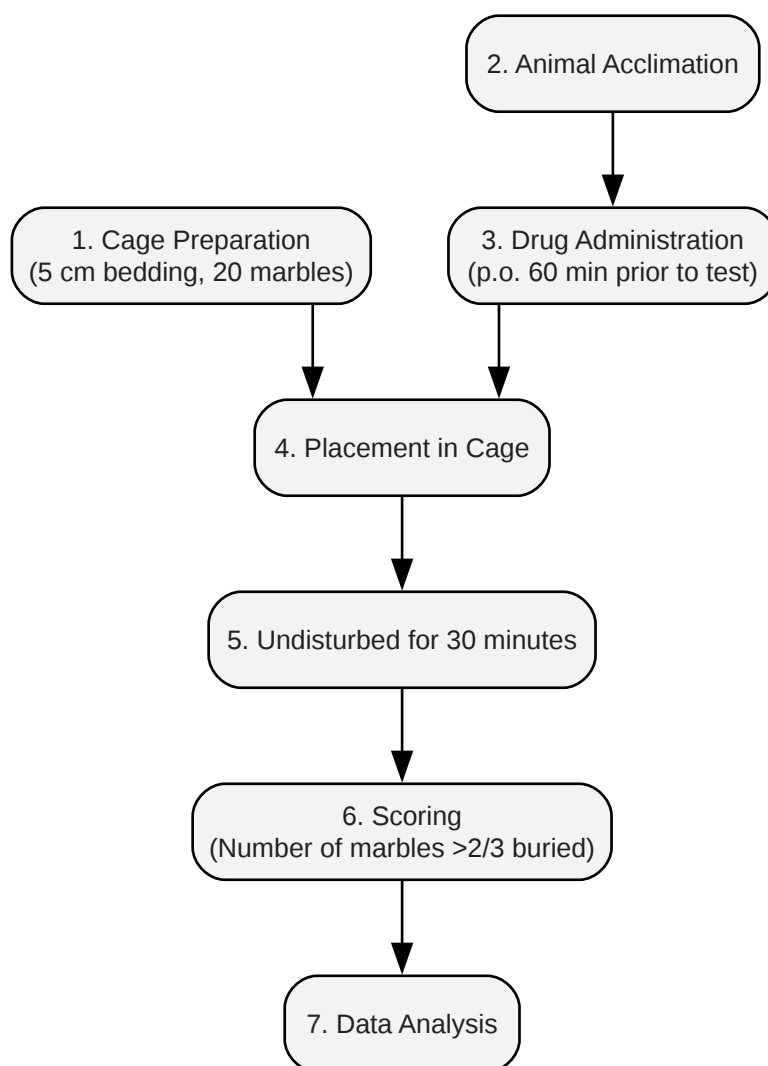 2. Animal Acclimation
1. Cage Preparation
(5 cm bedding, 20 marbles)
3. Drug Administration
(p.o. 60 min prior to test)
4. Placement in Cage
5. Undisturbed for 30 minutes
6. Scoring
(Number of marbles >2/3 buried)
7. Data Analysis